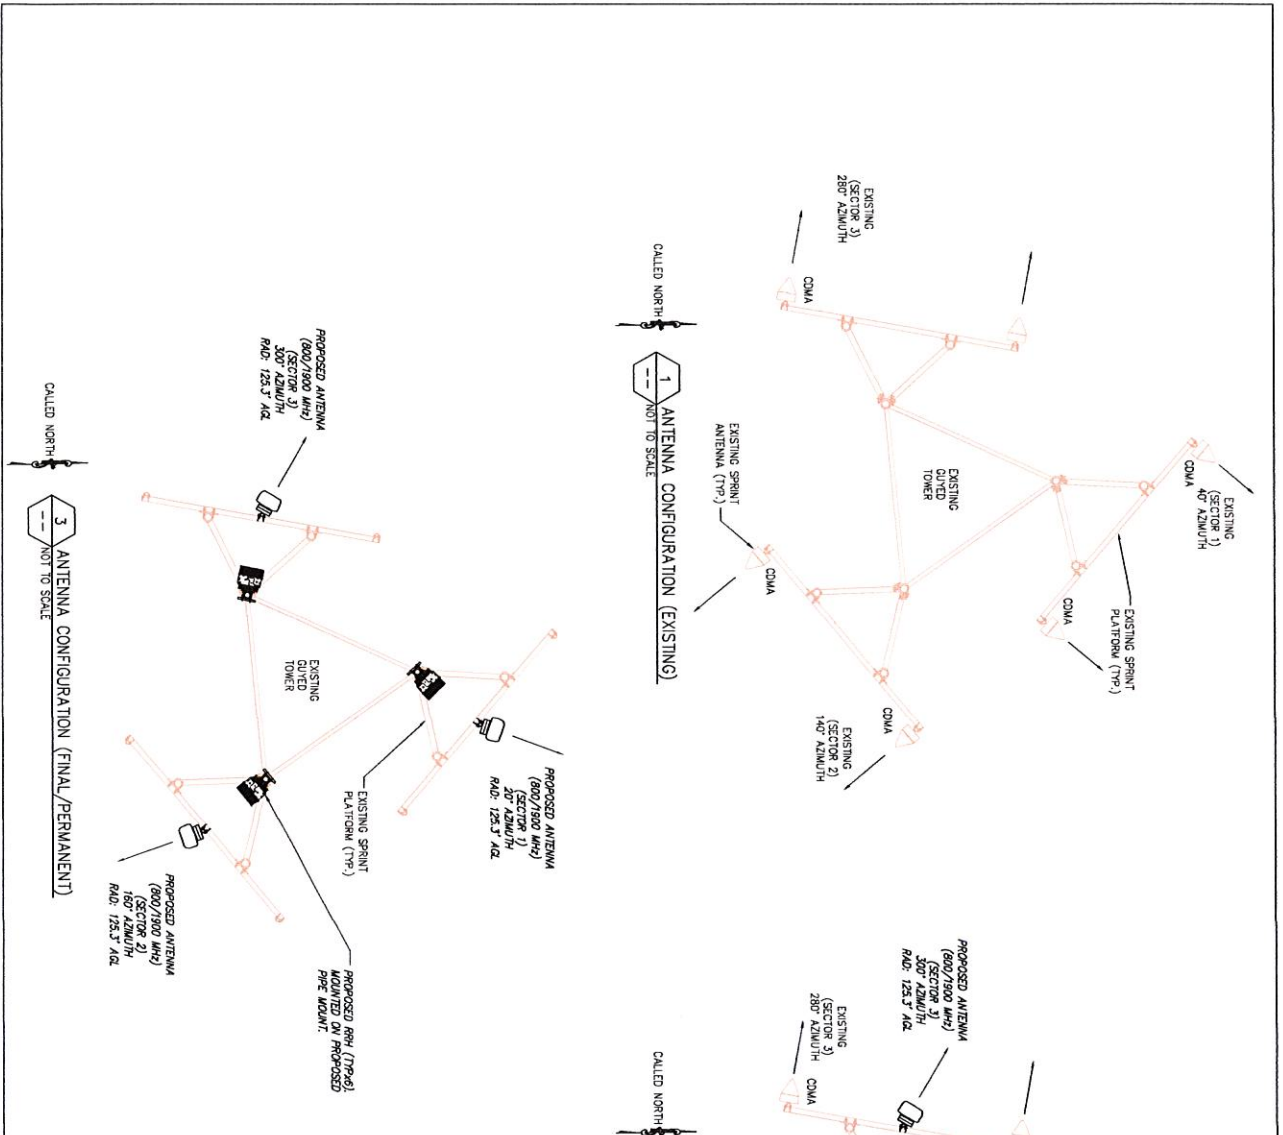 EXISTING
(SECTOR 1)
40° AZIMUTH
CDMA
EXISTING SPRINT
PLATFORM (TYP.)
CDMA
EXISTING
(SECTOR 3)
280° AZIMUTH
CDMA
EXISTING
GUYED
TOWER
CDMA
EXISTING
(SECTOR 2)
140° AZIMUTH
EXISTING SPRINT
ANTENNA (TYP.)
CDMA
CALLED NORTH
1
--
ANTENNA CONFIGURATION (EXISTING)
NOT TO SCALE
PROPOSED ANTENNA
(800/1900 MHz)
(SECTOR 3)
300° AZIMUTH
RAD: 125.3' AGL
EXISTING
(SECTOR 3)
280° AZIMUTH
CDMA
CALLED NORTH
PROPOSED ANTENNA
(800/1900 MHz)
(SECTOR 1)
20° AZIMUTH
RAD: 125.3' AGL
PROPOSED ANTENNA
(800/1900 MHz)
(SECTOR 3)
300° AZIMUTH
RAD: 125.3' AGL
EXISTING
GUYED
TOWER
EXISTING SPRINT
PLATFORM (TYP.)
PROPOSED RRH (TYPx6).
MOUNTED ON PROPOSED
PIPE MOUNT.
PROPOSED ANTENNA
(800/1900 MHz)
(SECTOR 2)
160° AZIMUTH
RAD: 125.3' AGL
CALLED NORTH
3
--
ANTENNA CONFIGURATION (FINAL/PERMANENT)
NOT TO SCALE